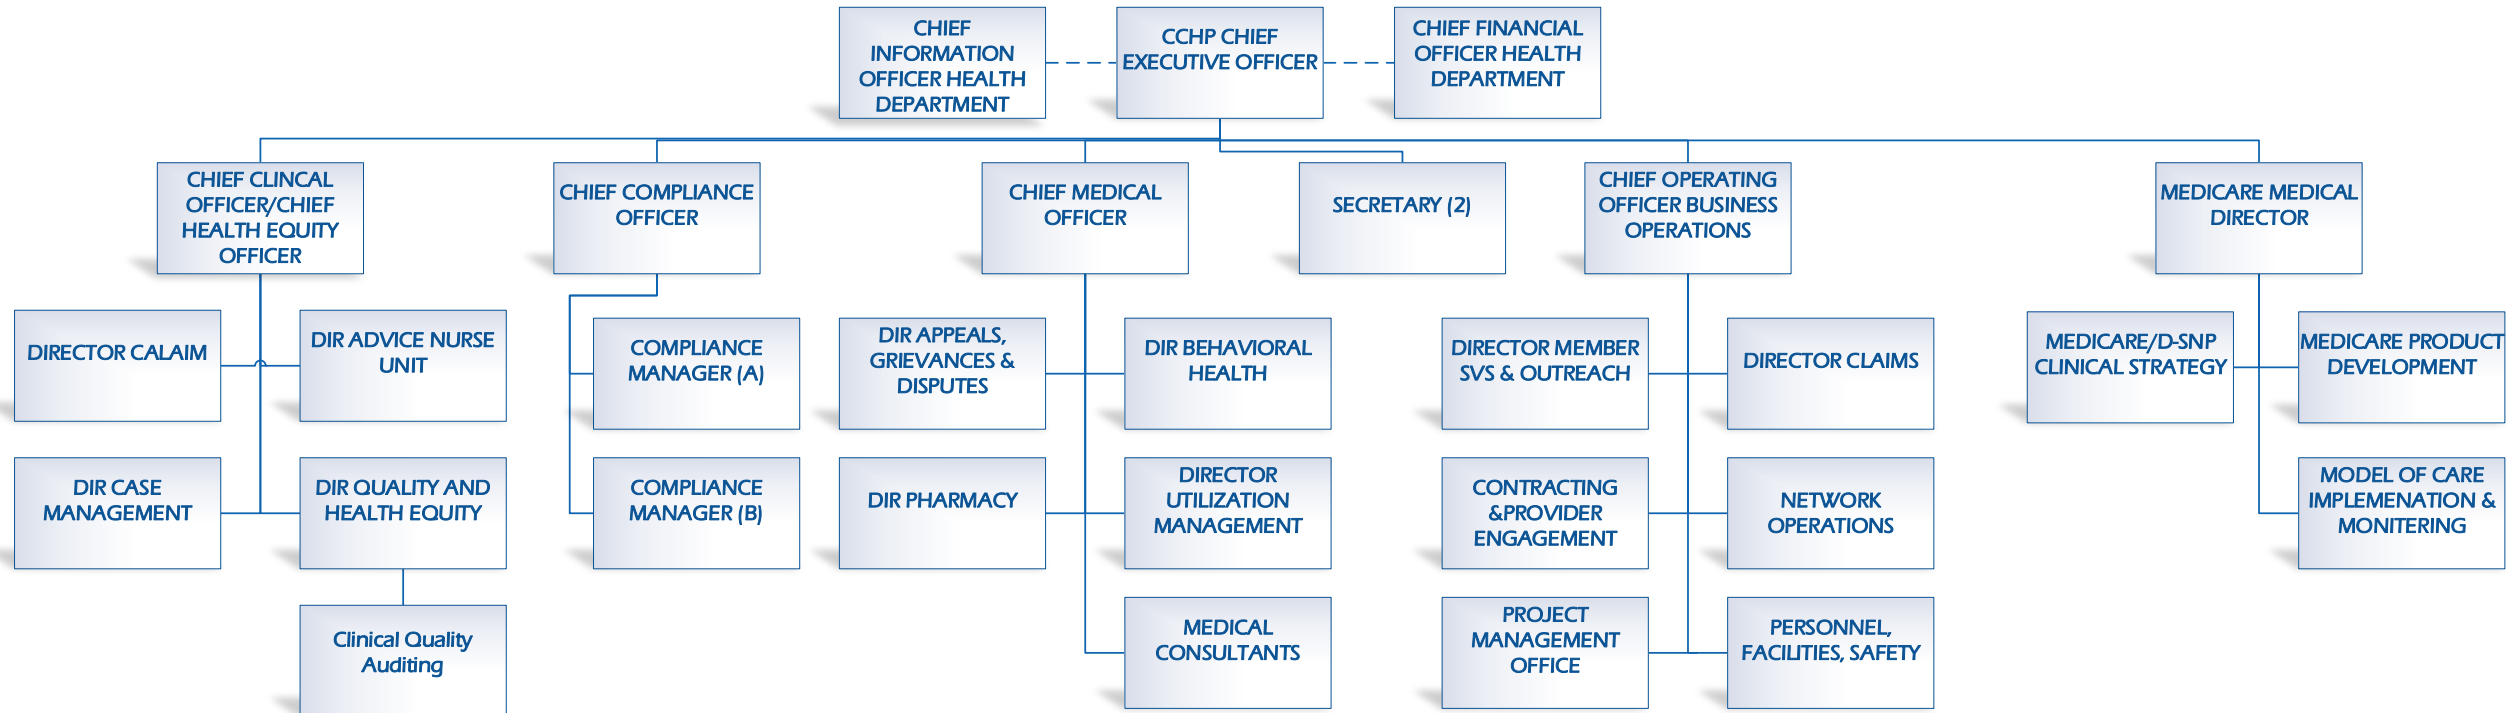 CHIEF
INFORMATION
OFFICER HEALTH
DEPARTMENT
CCHP CHIEF
EXECUTIVE OFFICER
CHIEF FINANCIAL
OFFICER HEALTH
DEPARTMENT
CHIEF CLINCAL
OFFICER/CHIEF
HEALTH EQUITY
OFFICER
CHIEF COMPLIANCE
OFFICER
CHIEF MEDICAL
OFFICER
SECRETARY (2)
CHIEF OPERATING
OFFICER BUSINESS
OPERATIONS
MEDICARE MEDICAL
DIRECTOR
DIRECTOR CALAIM
DIR ADVICE NURSE
UNIT
COMPLIANCE
MANAGER (A)
DIR APPEALS,
GRIEVANCES &
DISPUTES
DIR BEHAVIORAL
HEALTH
DIRECTOR MEMBER
SVS & OUTREACH
DIRECTOR CLAIMS
MEDICARE/D-SNP
CLINICAL STRATEGY
MEDICARE PRODUCT
DEVELOPMENT
DIR CASE
MANAGEMENT
DIR QUALITY AND
HEALTH EQUITY
COMPLIANCE
MANAGER (B)
DIR PHARMACY
DIRECTOR
UTILIZATION
MANAGEMENT
CONTRACTING
&PROVIDER
ENGAGEMENT
NETWORK
OPERATIONS
MODEL OF CARE
IMPLEMENATION &
MONITERING
Clinical Quality
Auditing
MEDICAL
CONSULTANTS
PROJECT
MANAGEMENT
OFFICE
PERSONNEL,
FACILITIES, SAFETY